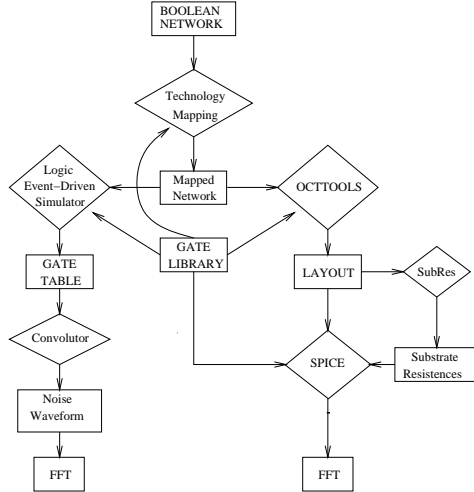 BOOLEAN
NETWORK
Technology
Mapping
Logic
Event-Driven
Simulator
Mapped
Network
OCTTOOLS
GATE
TABLE
GATE
LIBRARY
LAYOUT
SubRes
Convolutor
SPICE
Substrate
Resistences
Noise
Waveform
FFT
FFT